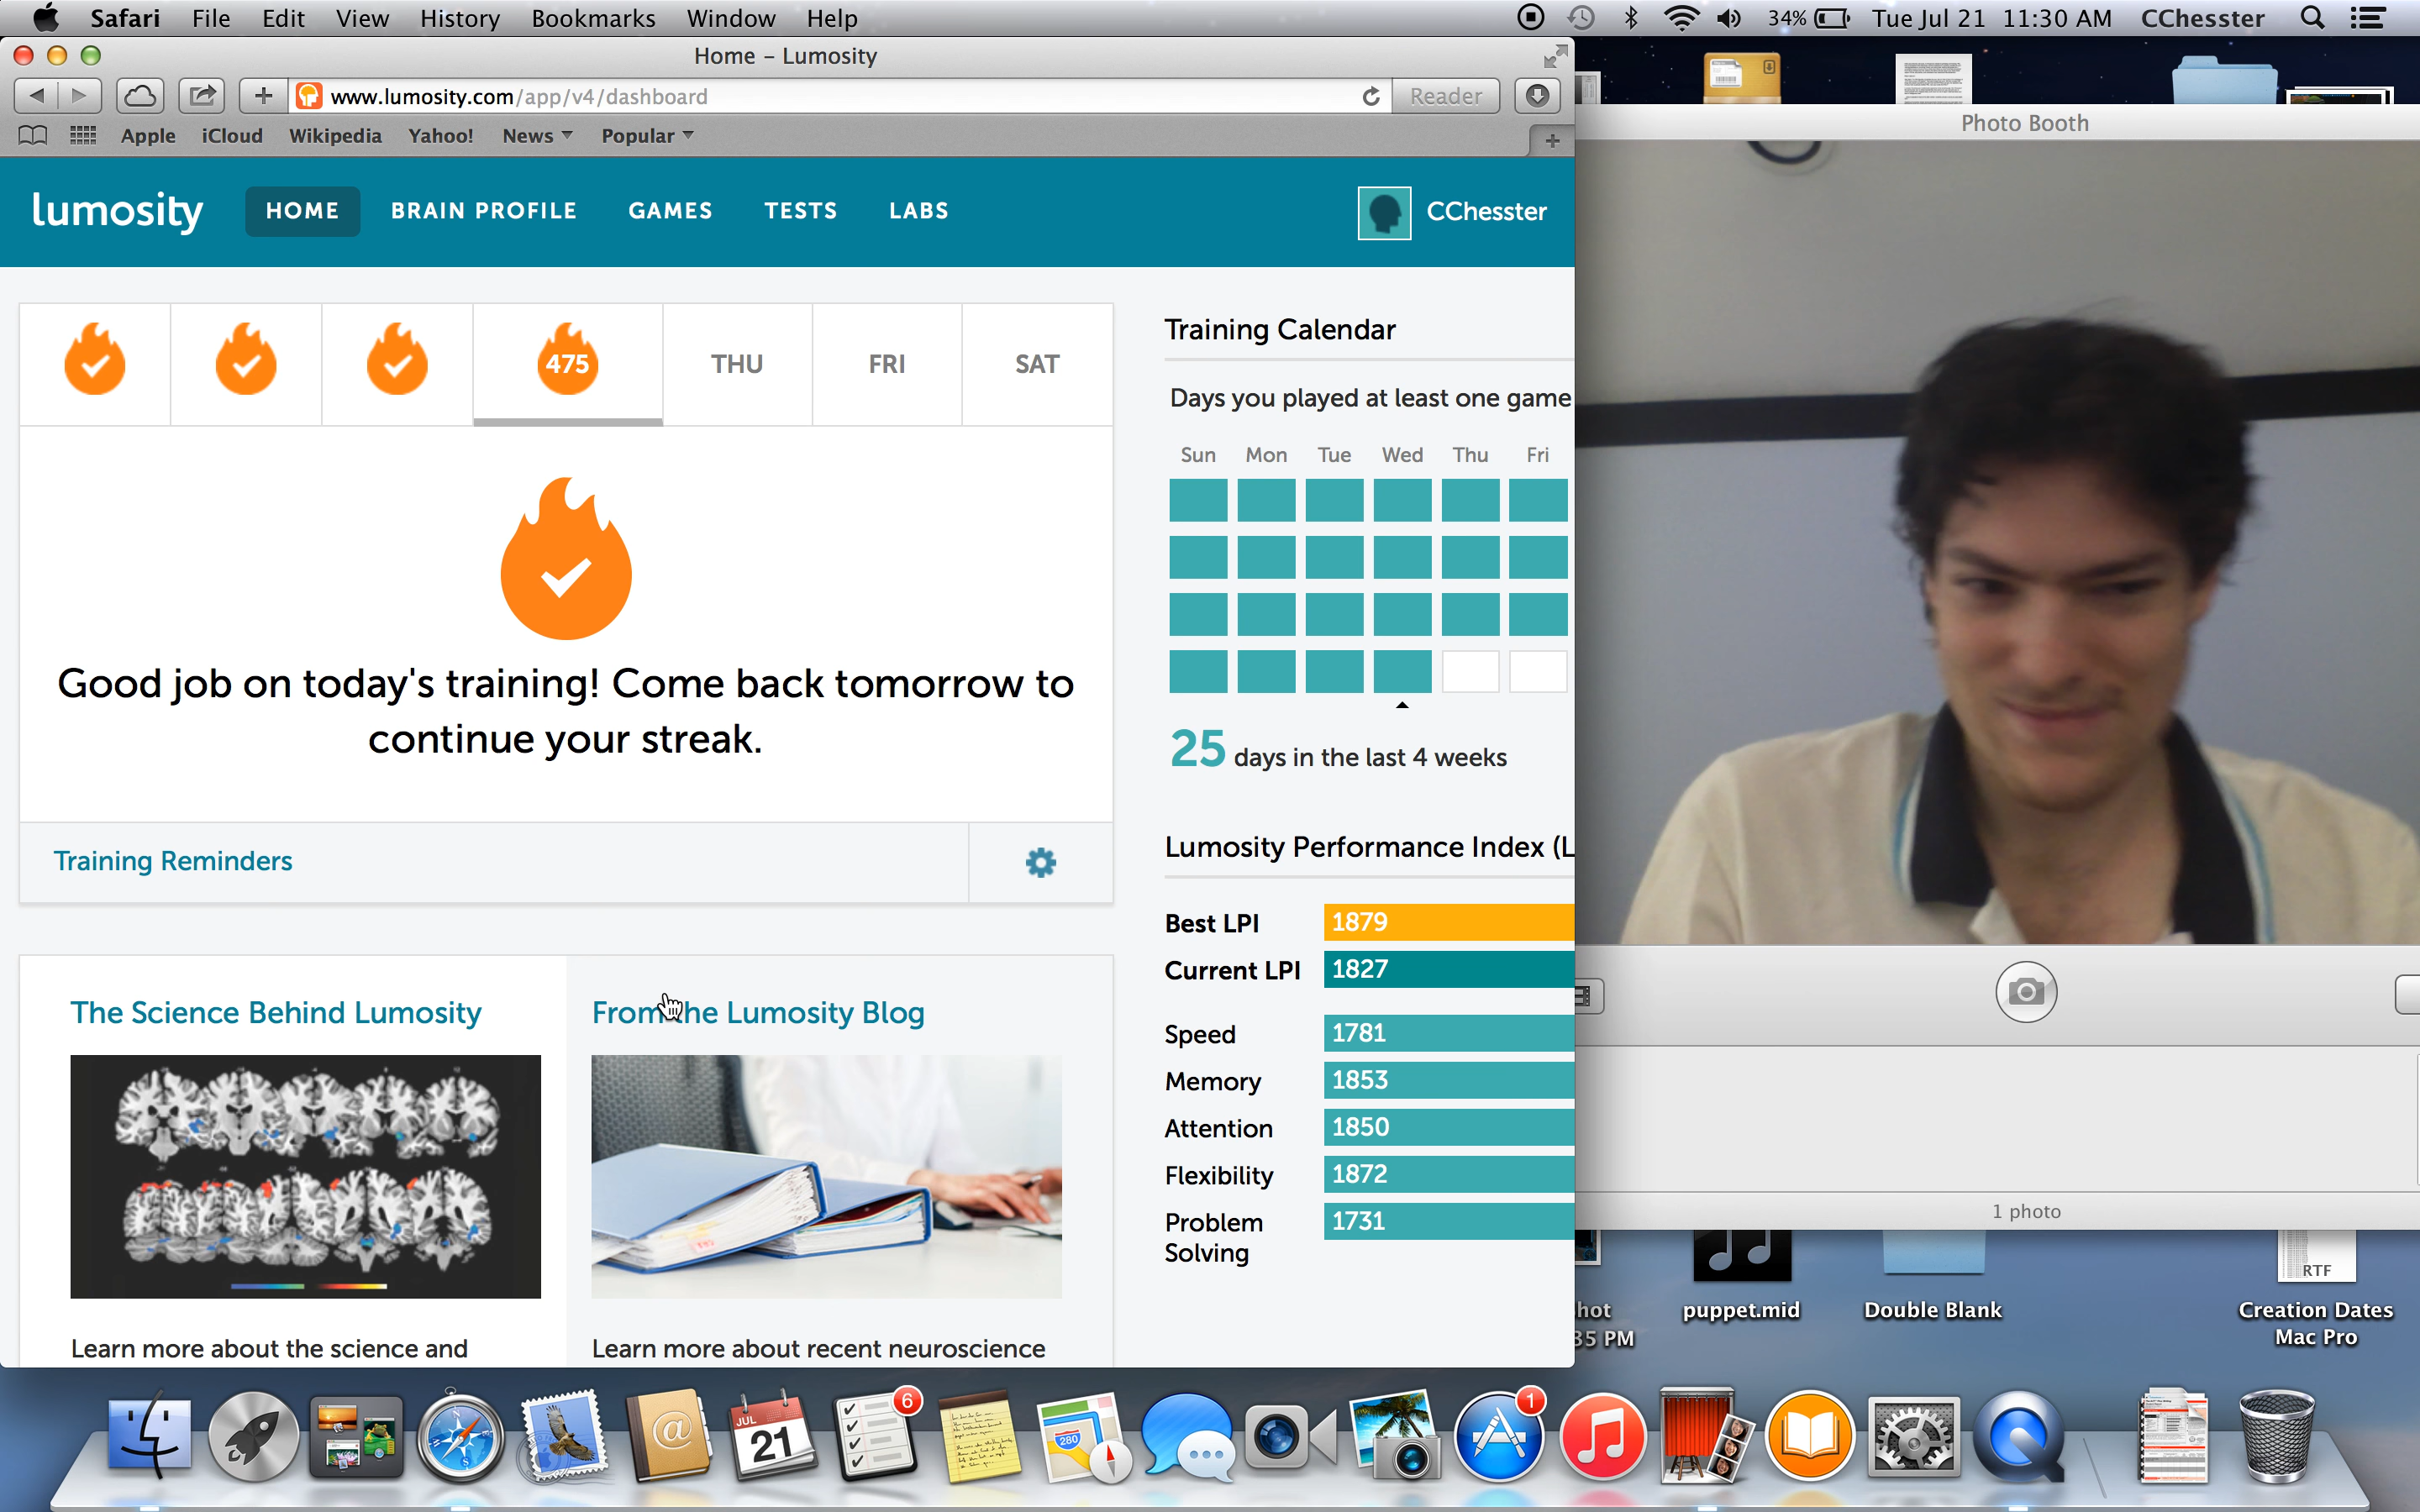 Safari File Edit View History Bookmarks Window Help 34% Tue Jul 21 11:30 AM CChesster
Home – Lumosity
www.lumosity.com/app/v4/dashboard Reader
Apple iCloud Wikipedia Yahoo! News Popular
Photo Booth
lumosity HOME BRAIN PROFILE GAMES TESTS LABS CChesster
475 THU FRI SAT
Good job on today's training! Come back tomorrow to
continue your streak.
Training Reminders
The Science Behind Lumosity
Learn more about the science and
From the Lumosity Blog
Learn more about recent neuroscience
Training Calendar
Days you played at least one game
Sun Mon Tue Wed Thu Fri
25 days in the last 4 weeks
Lumosity Performance Index (L
Best LPI 1879
Current LPI 1827
Speed 1781
Memory 1853
Attention 1850
Flexibility 1872
Problem 1731
Solving
1 photo
RTF
hot puppet.mid Double Blank Creation Dates
35 PM Mac Pro
6 1
JUL
21
280